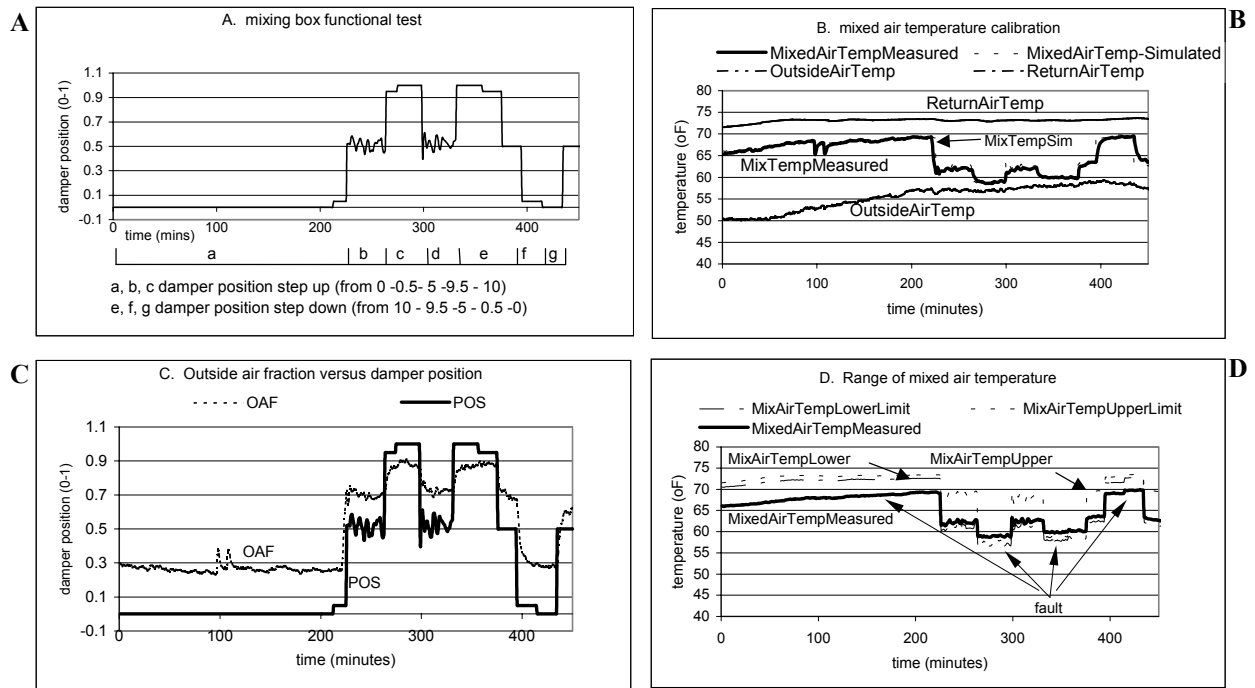 A
A. mixing box functional test
damper position (0-1)
1.1
0.9
0.7
0.5
0.3
0.1
-0.1
0 100 200 300 400
time (mins)
a b c d e f g
a, b, c damper position step up (from 0 -0.5- 5 -9.5 - 10)
e, f, g damper position step down (from 10 - 9.5 -5 - 0.5 -0)
B
B. mixed air temperature calibration
MixedAirTempMeasured MixedAirTemp-Simulated
OutsideAirTemp ReturnAirTemp
temperature (oF)
80
75
70
65
60
55
50
45
40
ReturnAirTemp
MixTempSim
MixTempMeasured
OutsideAirTemp
0 100 200 300 400
time (minutes)
C
C. Outside air fraction versus damper position
OAF POS
damper position (0-1)
1.1
0.9
0.7
0.5
0.3
0.1
-0.1
OAF
POS
0 100 200 300 400
time (minutes)
D
D. Range of mixed air temperature
MixAirTempLowerLimit MixAirTempUpperLimit
MixedAirTempMeasured
temperature (oF)
80
75
70
65
60
55
50
45
40
MixAirTempLower MixAirTempUpper
MixedAirTempMeasured
fault
0 100 200 300 400
time (minutes)